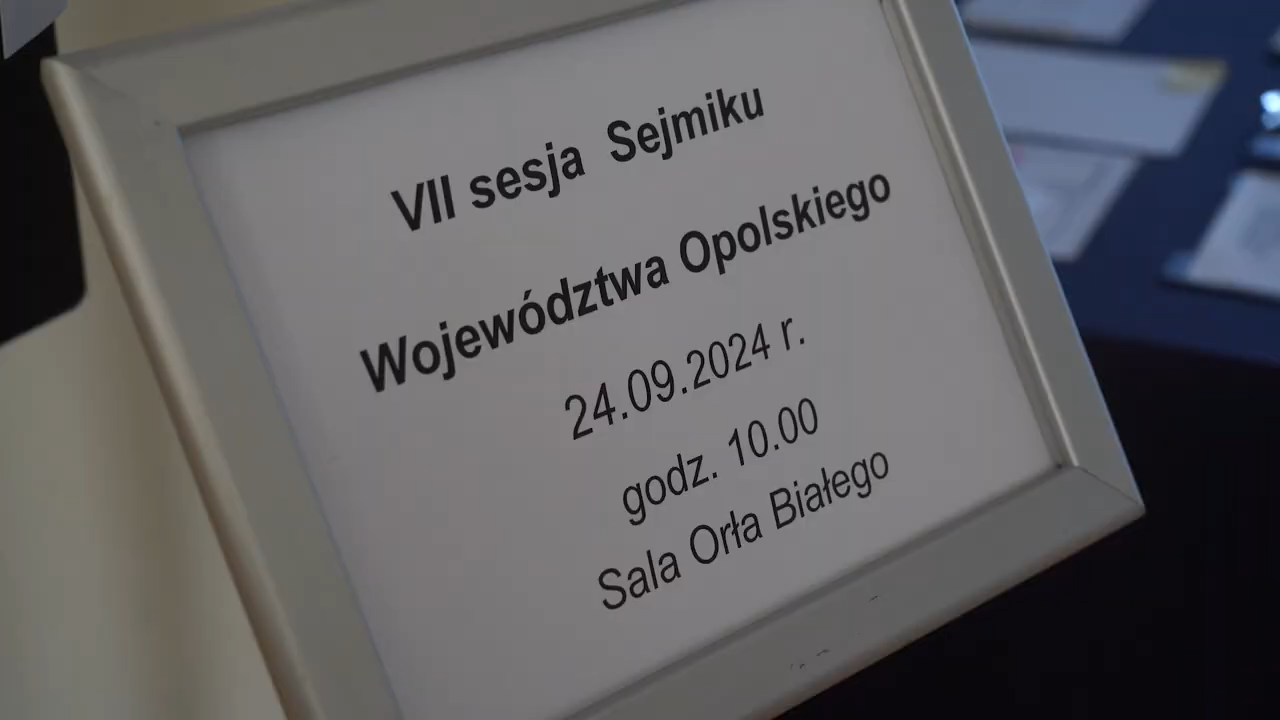 VII sesja Sejmiku
Województwa Opolskiego
24.09.2024 r.
godz. 10.00
Sala Orła Białego